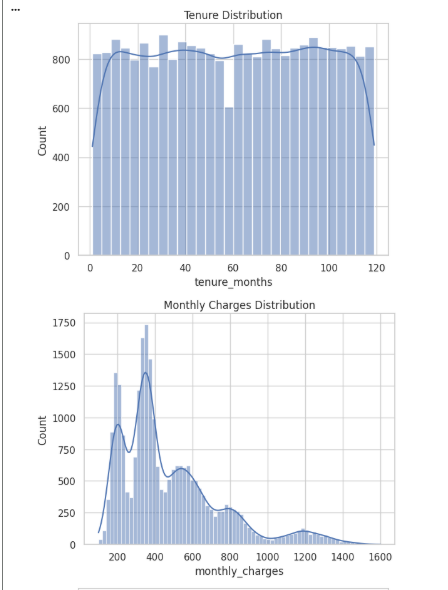 ...
Tenure Distribution
800
600
400
200
0
Count
0 20 40 60 80 100 120
tenure_months
Monthly Charges Distribution
1750
1500
1250
1000
750
500
250
0
Count
200 400 600 800 1000 1200 1400 1600
monthly_charges